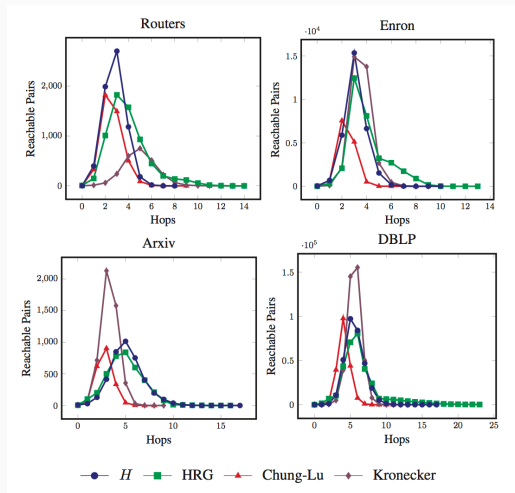 Routers
Reachable Pairs
2,000
1,000
0
0 2 4 6 8 10 12 14
Hops
Enron
·10⁴
Reachable Pairs
1.5
1
0.5
0
0 2 4 6 8 10 12 14
Hops
Arxiv
Reachable Pairs
2,000
1,500
1,000
500
0
0 5 10 15
Hops
DBLP
·10⁵
Reachable Pairs
1.5
1
0.5
0
0 5 10 15 20 25
Hops
H HRG Chung-Lu Kronecker